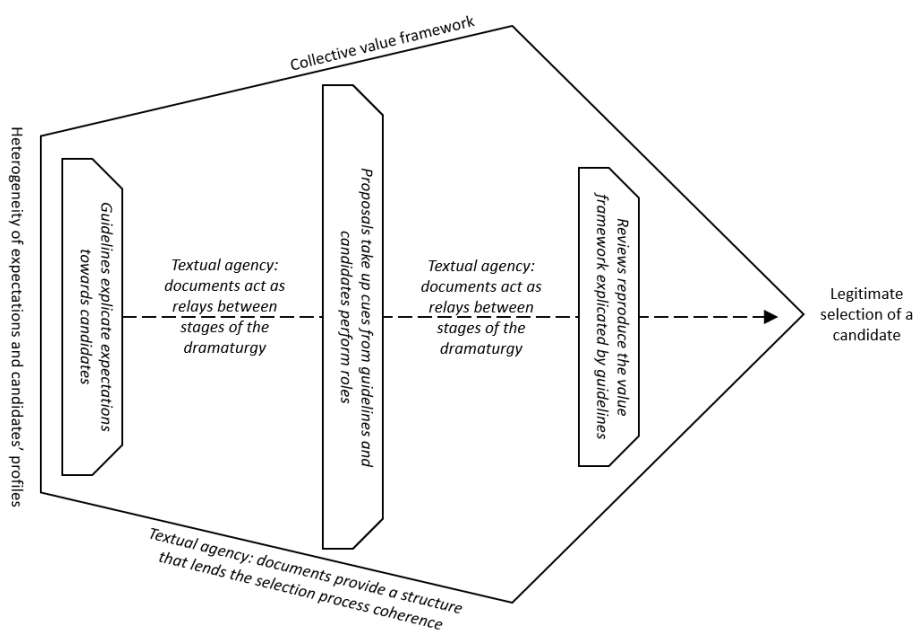 Collective value framework
Heterogeneity of expectations and candidates’ profiles
Guidelines explicate expectations
towards candidates
Textual agency:
documents act as
relays between
stages of the
dramaturgy
Proposals take up cues from guidelines and
candidates perform roles
Textual agency:
documents act as
relays between
stages of the
dramaturgy
Reviews reproduce the value
framework explicated by guidelines
Legitimate
selection of a
candidate
Textual agency: documents provide a structure
that lends the selection process coherence